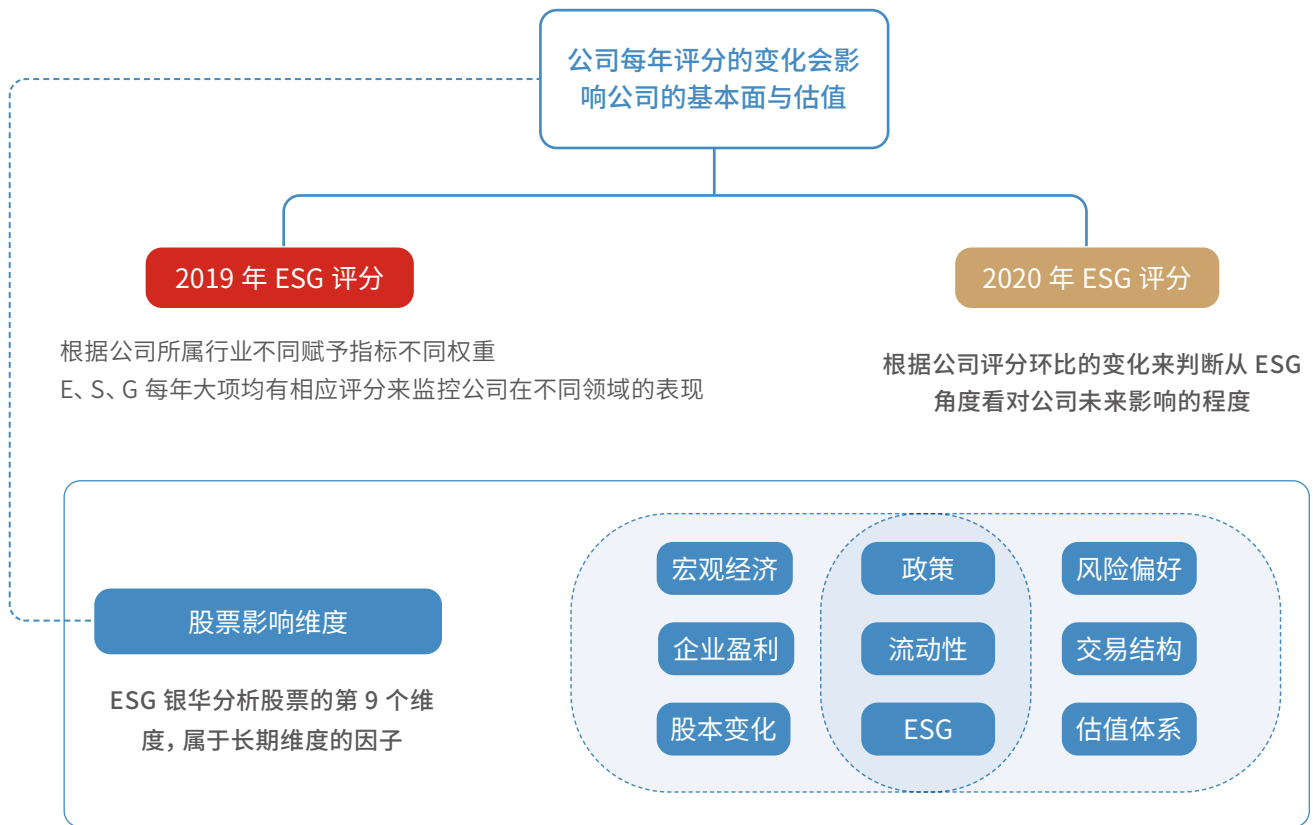 公司每年评分的变化会影
响公司的基本面与估值
2019 年 ESG 评分
2020 年 ESG 评分
根据公司所属行业不同赋予指标不同权重
E、S、G 每年大项均有相应评分来监控公司在不同领域的表现
根据公司评分环比的变化来判断从 ESG
角度看对公司未来影响的程度
股票影响维度
ESG 银华分析股票的第 9 个维
度，属于长期维度的因子
宏观经济
政策
风险偏好
企业盈利
流动性
交易结构
股本变化
ESG
估值体系